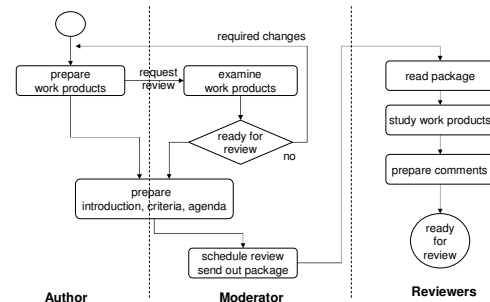 required changes
prepare
work products
request
review
examine
work products
ready for
review
no
prepare
introduction, criteria, agenda
schedule review
send out package
read package
study work products
prepare comments
ready
for
review
Author
Moderator
Reviewers